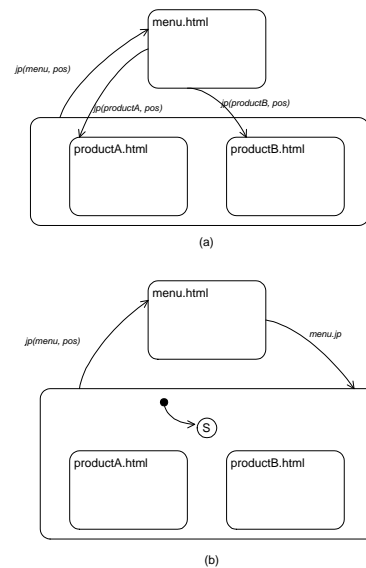 menu.html
jp(menu, pos)
jp(productA, pos)
jp(productB, pos)
productA.html
productB.html
(a)
menu.html
jp(menu, pos)
menu.jp
S
productA.html
productB.html
(b)